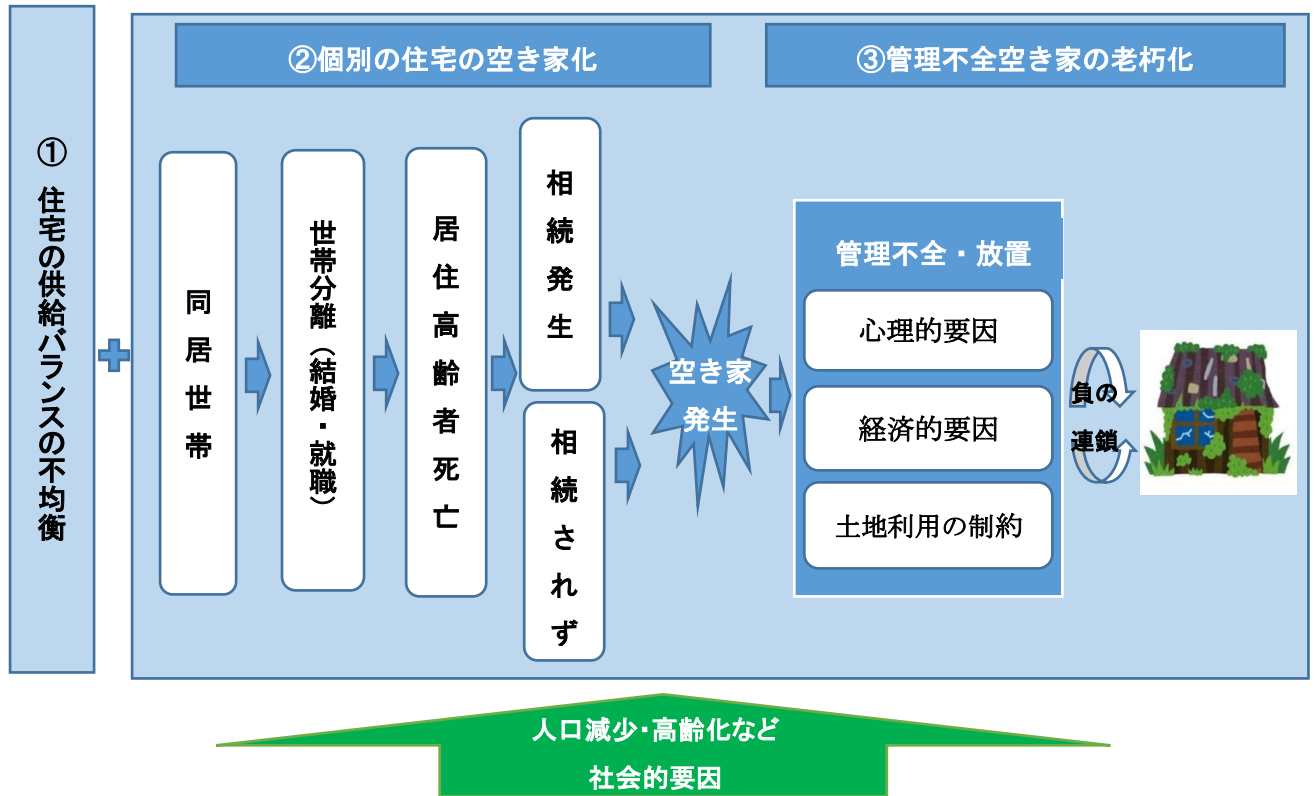 ① 住宅の供給バランスの不均衡
②個別の住宅の空き家化
③管理不全空き家の老朽化
同居世帯
世帯分離（結婚・就職）
居住高齢者死亡
相続発生
相続されず
空き家
発生
管理不全・放置
心理的要因
経済的要因
土地利用の制約
負の
連鎖
人口減少・高齢化など
社会的要因